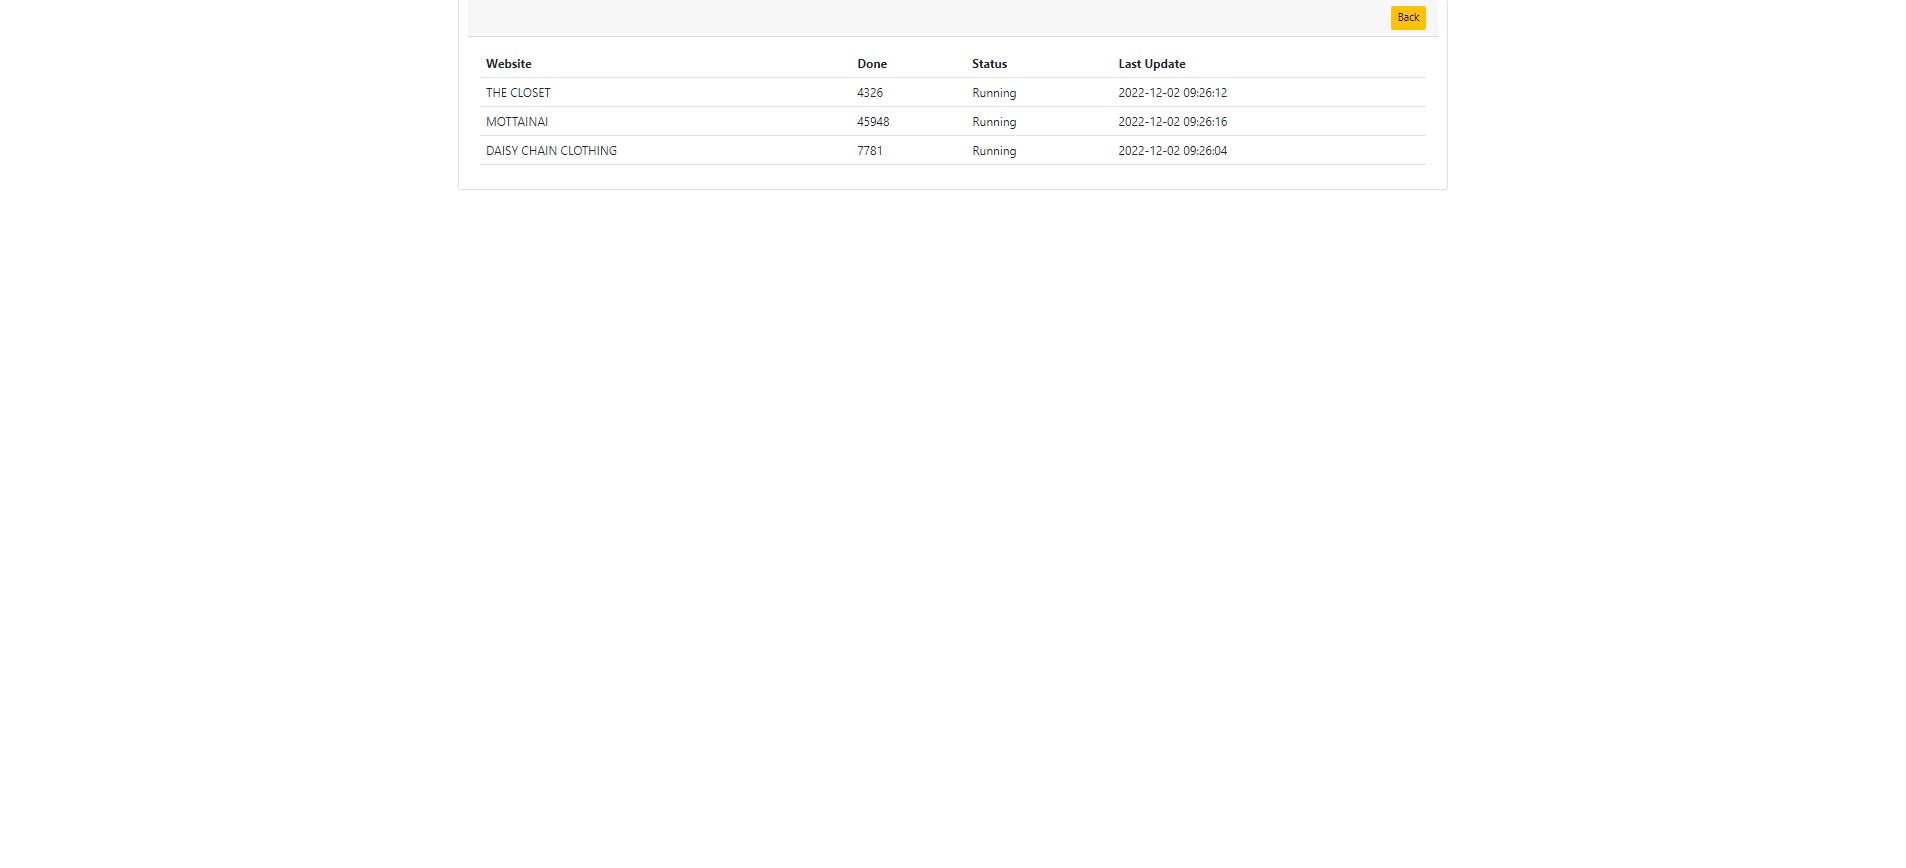 Back
Website Done Status Last Update
THE CLOSET 4326 Running 2022-12-02 09:26:12
MOTTAINAI 45948 Running 2022-12-02 09:26:16
DAISY CHAIN CLOTHING 7781 Running 2022-12-02 09:26:04